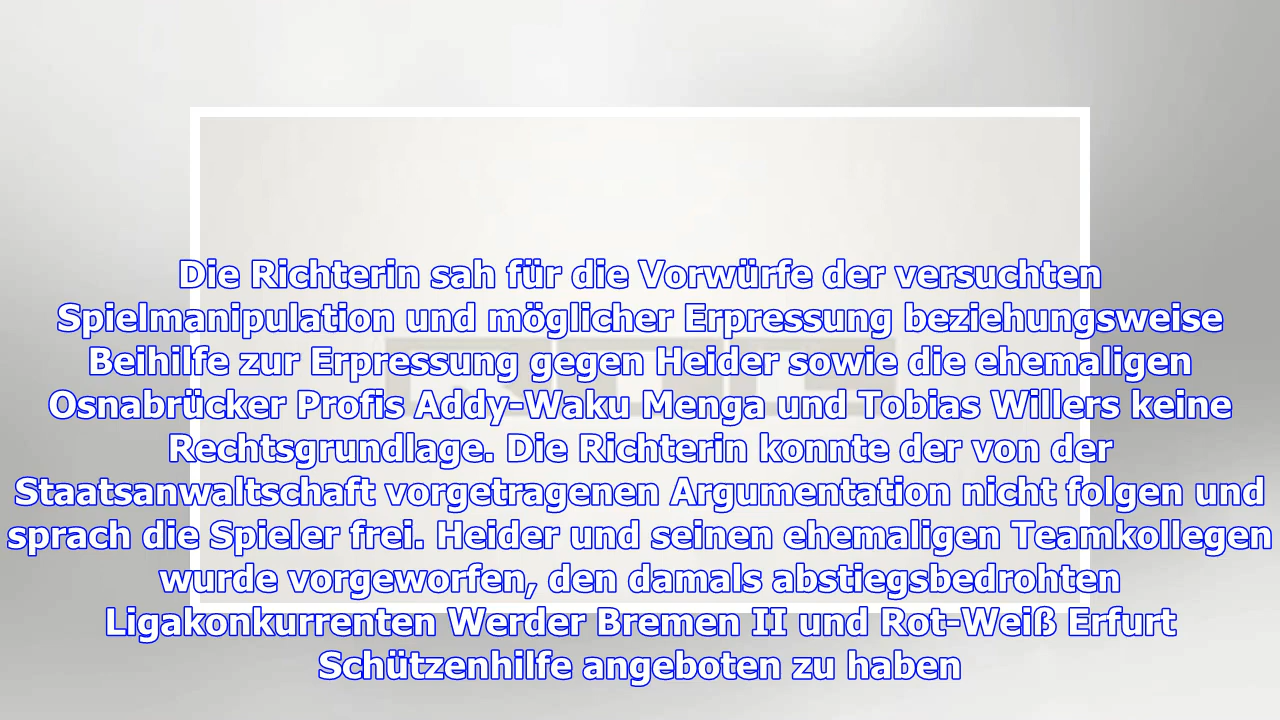 Die Richterin sah für die Vorwürfe der versuchten
Spielmanipulation und möglicher Erpressung beziehungsweise
Beihilfe zur Erpressung gegen Heider sowie die ehemaligen
Osnabrücker Profis Addy-Waku Menga und Tobias Willers keine
Rechtsgrundlage. Die Richterin konnte der von der
Staatsanwaltschaft vorgetragenen Argumentation nicht folgen und
sprach die Spieler frei. Heider und seinen ehemaligen Teamkollegen
wurde vorgeworfen, den damals abstiegsbedrohten
Ligakonkurrenten Werder Bremen II und Rot-Weiß Erfurt
Schützenhilfe angeboten zu haben